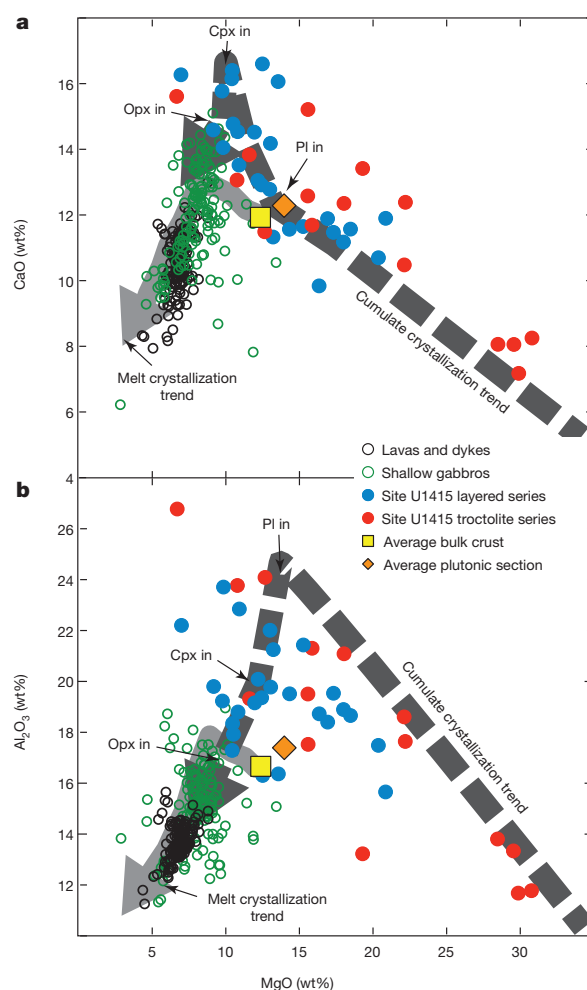 a
Cpx in
16
Opx in
14
Pl in
12
CaO (wt%)
10
Cumulate crystallization trend
8
Melt crystallization
trend
6
Lavas and dykes
Shallow gabbros
4
Site U1415 layered series
b
Site U1415 troctolite series
26
Pl in
Average bulk crust
Average plutonic section
24
22
Cpx in
20
Al2O3 (wt%)
Cumulate crystallization trend
18
Opx in
16
14
12
Melt crystallization
trend
5
10
15
20
25
30
MgO (wt%)